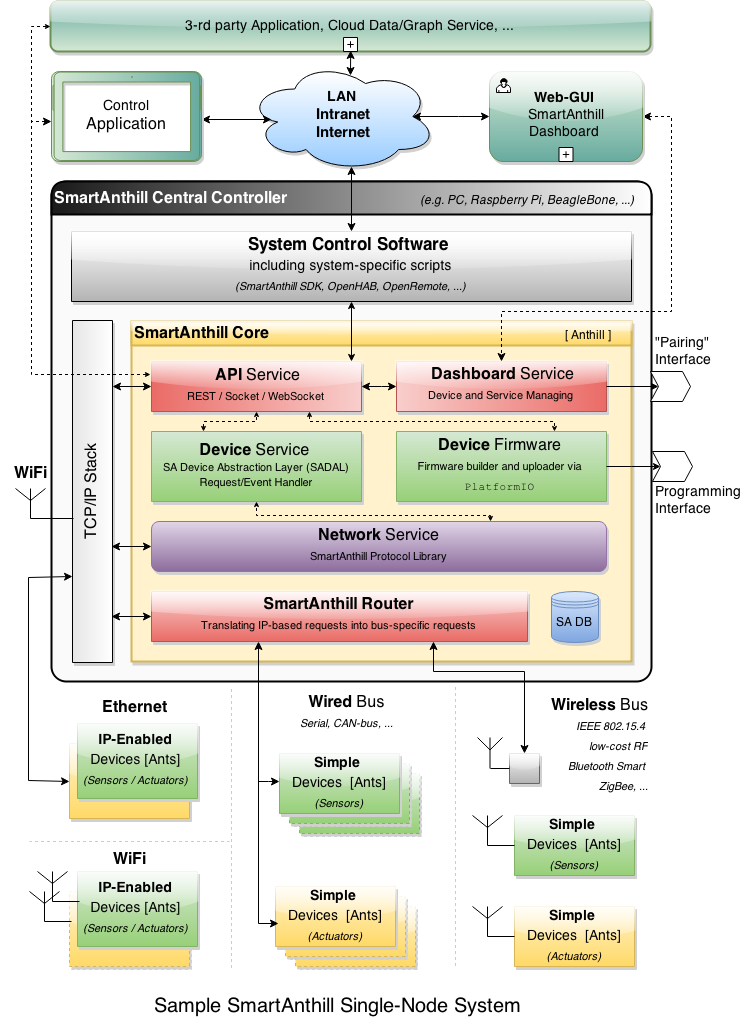 3-rd party Application, Cloud Data/Graph Service, ...
+
Control
Application
LAN
Intranet
Internet
Web-GUI
SmartAnthill
Dashboard
+
SmartAnthill Central Controller
(e.g. PC, Raspberry Pi, BeagleBone, ...)
System Control Software
including system-specific scripts
(SmartAnthill SDK, OpenHAB, OpenRemote, ...)
TCP/IP Stack
SmartAnthill Core
[ Anthill ]
API Service
REST / Socket / WebSocket
Dashboard Service
Device and Service Managing
"Pairing"
Interface
Device Service
SA Device Abstraction Layer (SADAL)
Request/Event Handler
Device Firmware
Firmware builder and uploader via
PlatformIO
Programming
Interface
WiFi
Network Service
SmartAnthill Protocol Library
SmartAnthill Router
Translating IP-based requests into bus-specific requests
SA DB
Ethernet
IP-Enabled
Devices [Ants]
(Sensors / Actuators)
WiFi
IP-Enabled
Devices [Ants]
(Sensors / Actuators)
Wired Bus
Serial, CAN-bus, ...
Simple
Devices [Ants]
(Sensors)
Simple
Devices [Ants]
(Actuators)
Wireless Bus
IEEE 802.15.4
low-cost RF
Bluetooth Smart
ZigBee, ...
Simple
Devices [Ants]
(Sensors)
Simple
Devices [Ants]
(Actuators)
Sample SmartAnthill Single-Node System